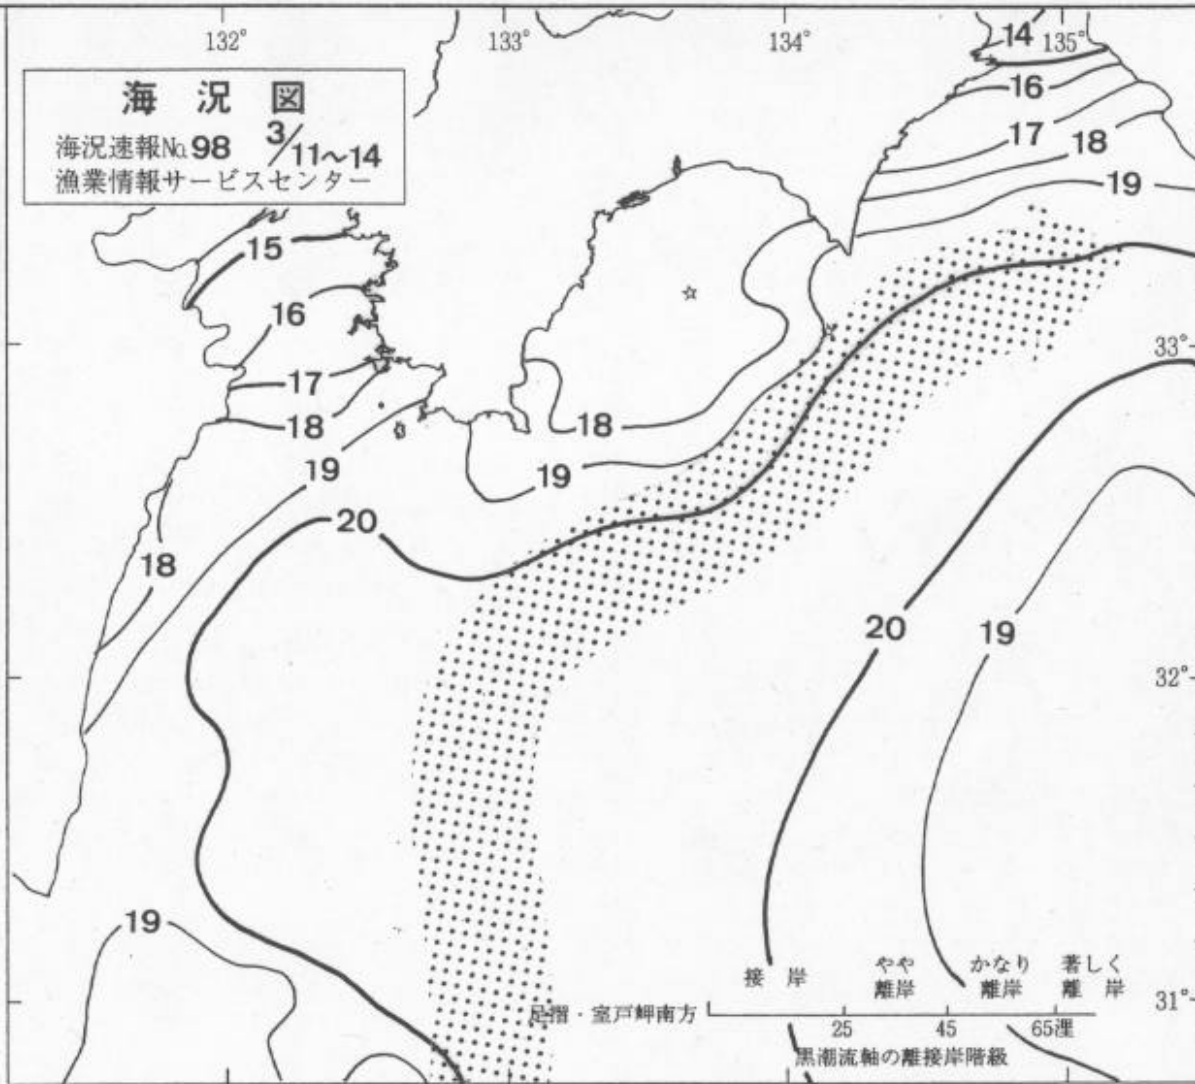 132°
133°
134°
135°
海況図
海況速報No.98 3/11~14
漁業情報サービスセンター
14
16
17
18
19
15
16
17
18
19
18
19
20
18
20
19
19
33°
32°
31°
接岸
やや離岸
かなり離岸
著しく離岸
足摺・室戸岬南方
25
45
65浬
黒潮流軸の離接岸階級